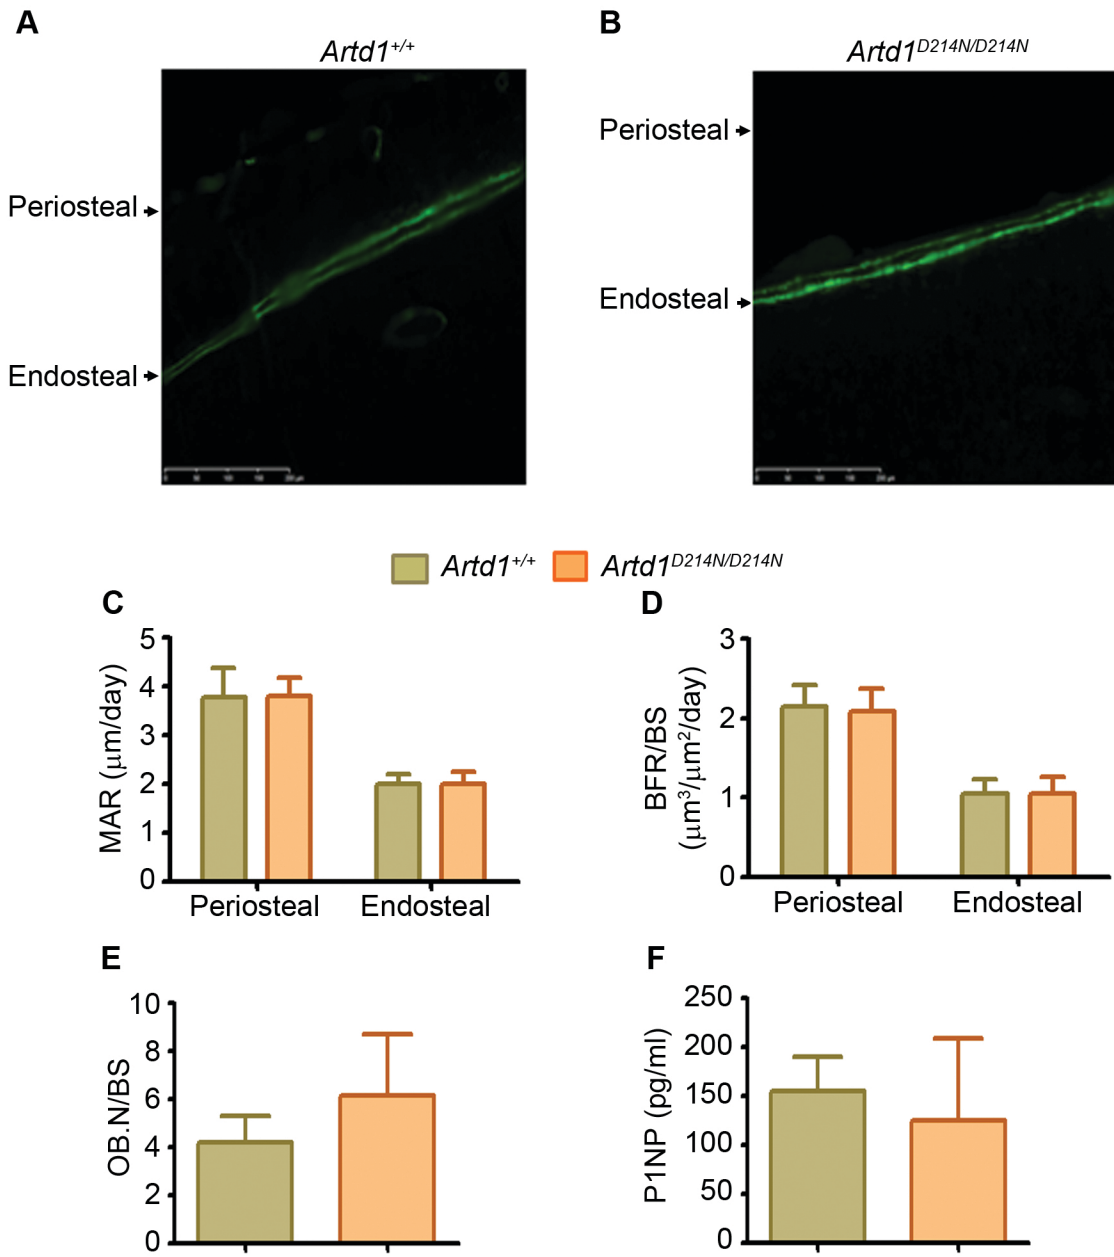 A
Artd1+/+
Periosteal
Endosteal
B
Artd1D214N/D214N
Periosteal
Endosteal
Artd1+/+ Artd1D214N/D214N
C
MAR (μm/day)
5
4
3
2
1
0
Periosteal Endosteal
D
BFR/BS
(μm3/μm2/day)
3
2
1
0
Periosteal Endosteal
E
OB.N/BS
10
8
6
4
2
0
F
P1NP (pg/ml)
250
200
150
100
50
0